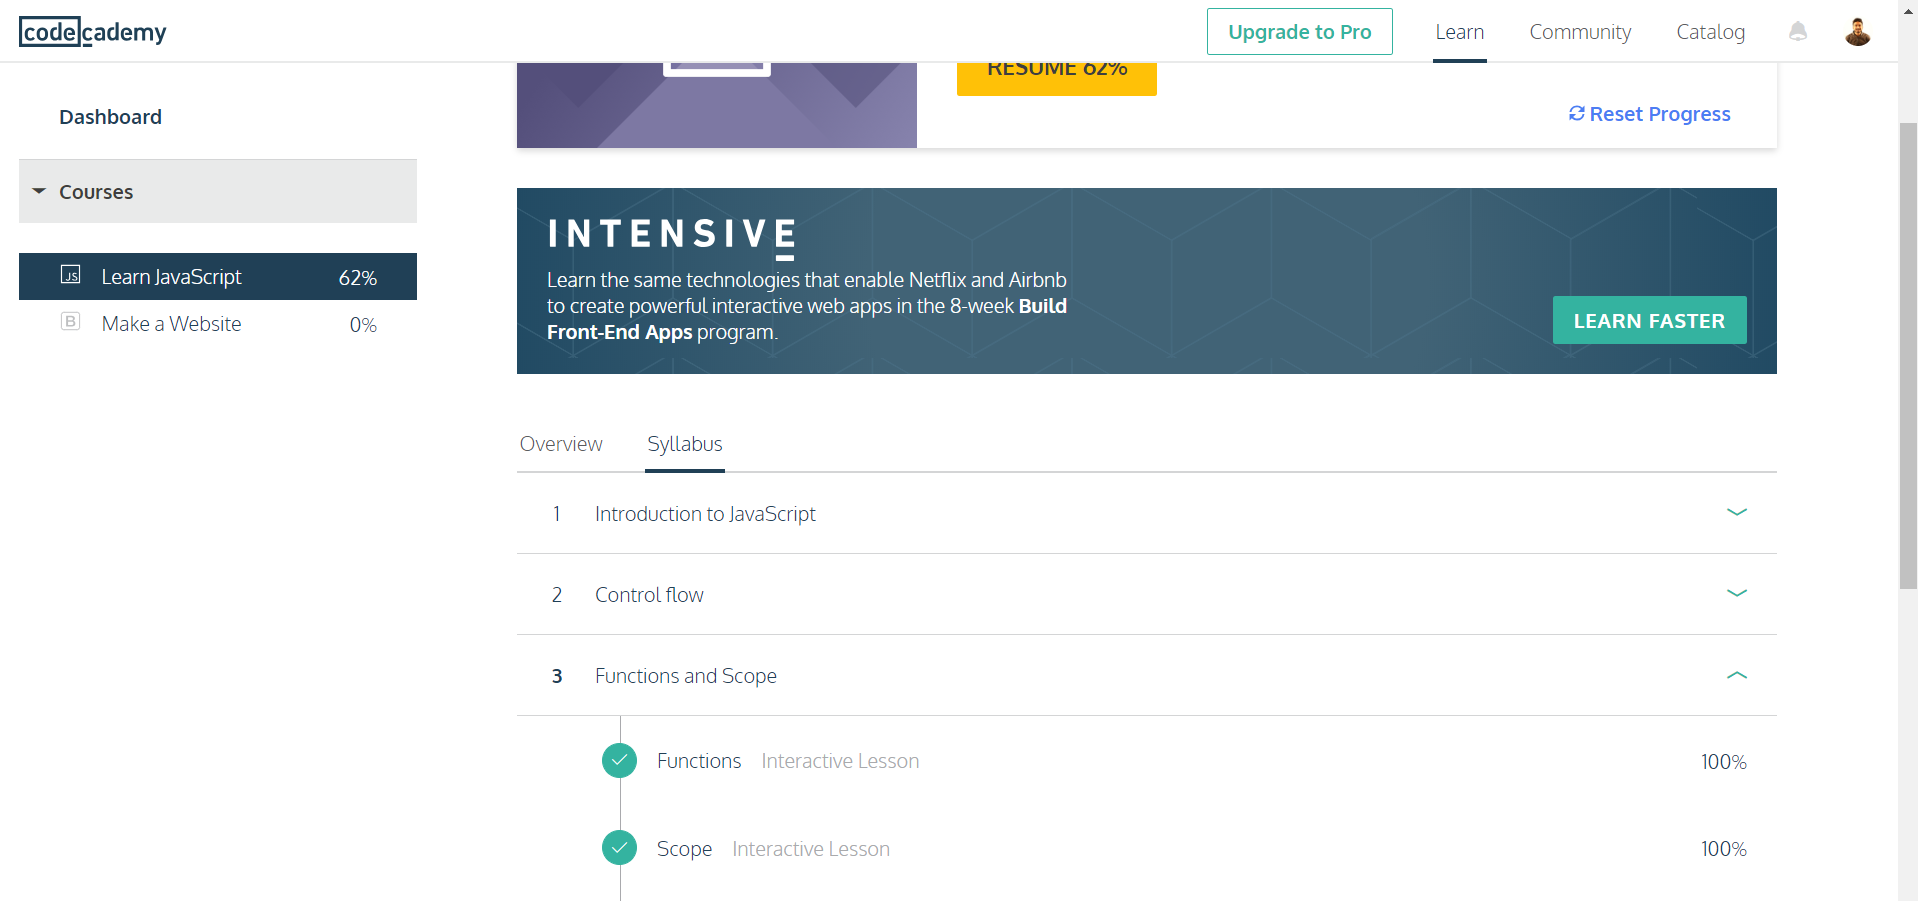 codecademy
Upgrade to Pro
Learn
Community
Catalog
Dashboard
Courses
JS Learn JavaScript 62%
B Make a Website 0%
RESUME 62%
Reset Progress
INTENSIVE
Learn the same technologies that enable Netflix and Airbnb
to create powerful interactive web apps in the 8-week Build
Front-End Apps program.
LEARN FASTER
Overview Syllabus
1 Introduction to JavaScript
2 Control flow
3 Functions and Scope
Functions Interactive Lesson 100%
Scope Interactive Lesson 100%